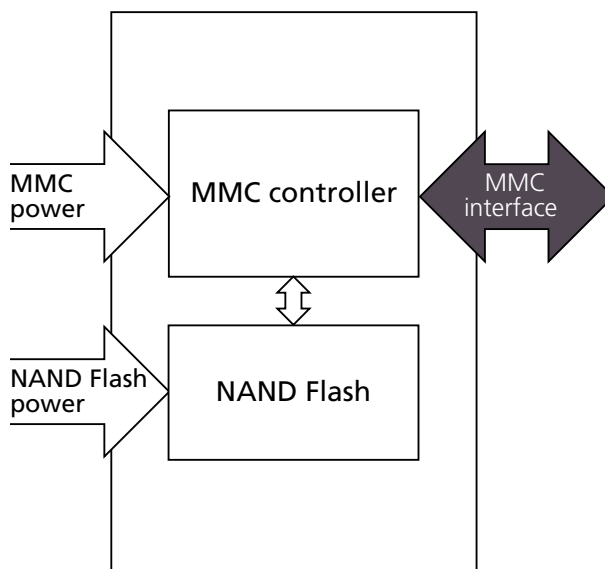 MMC
power
MMC controller
MMC
interface
NAND Flash
power
NAND Flash